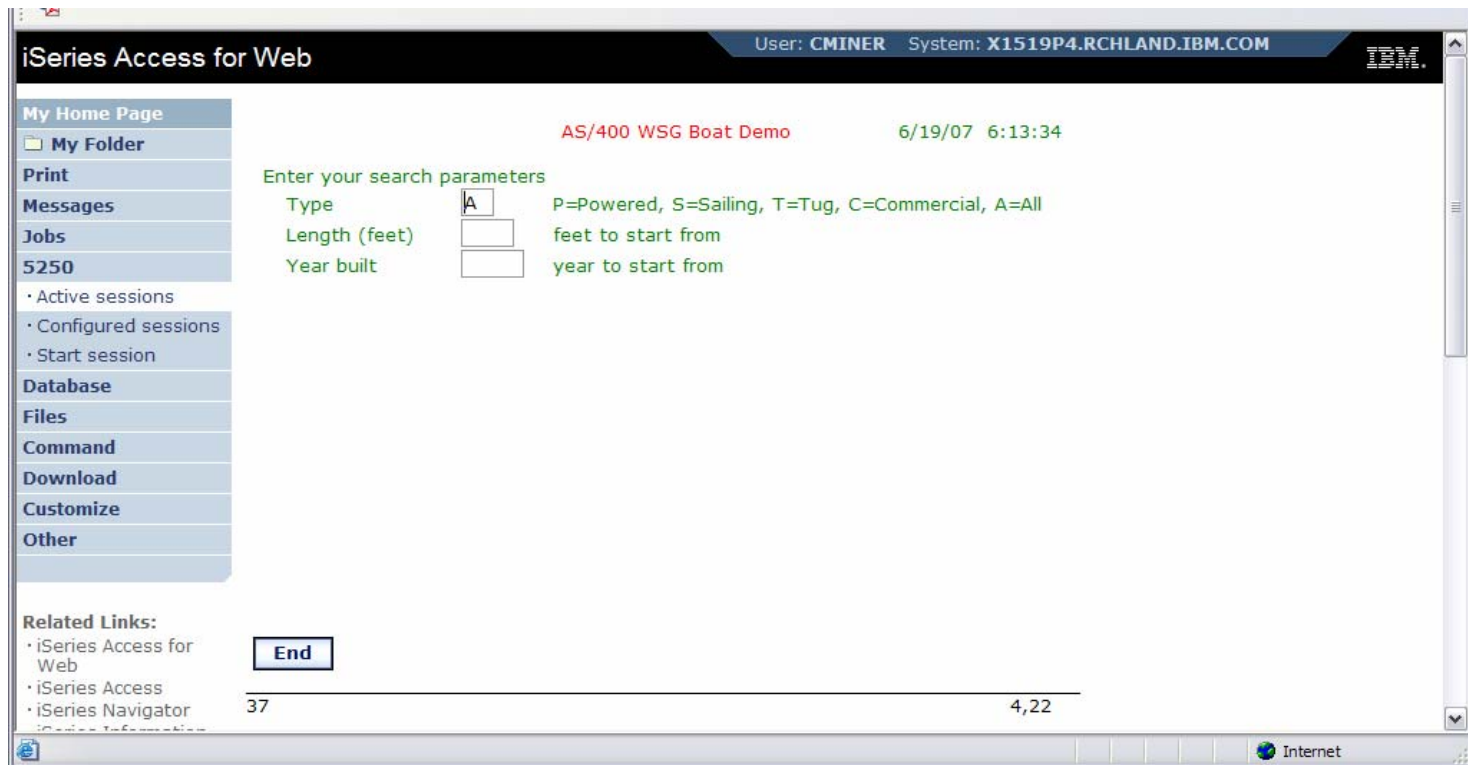 iSeries Access for Web
User: CMINER System: X1519P4.RCHLAND.IBM.COM
IBM.
My Home Page
My Folder
Print
Messages
Jobs
5250
· Active sessions
· Configured sessions
· Start session
Database
Files
Command
Download
Customize
Other
Related Links:
· iSeries Access for
Web
· iSeries Access
· iSeries Navigator
AS/400 WSG Boat Demo 6/19/07 6:13:34
Enter your search parameters
Type A P=Powered, S=Sailing, T=Tug, C=Commercial, A=All
Length (feet) feet to start from
Year built year to start from
End
37 4,22
Internet